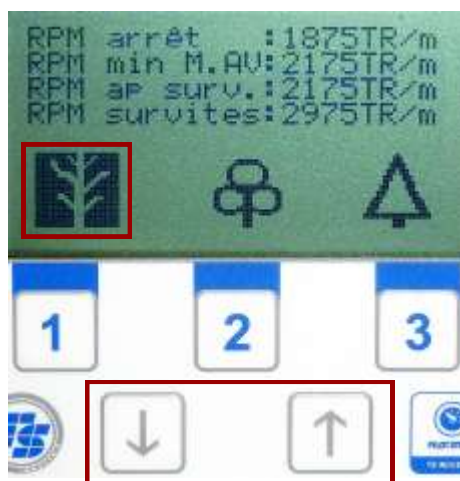 RPM arrêt :1875TR/m
RPM min M.AV:2175TR/m
RPM ap surv.:2175TR/m
RPM survites:2975TR/m
1 2 3